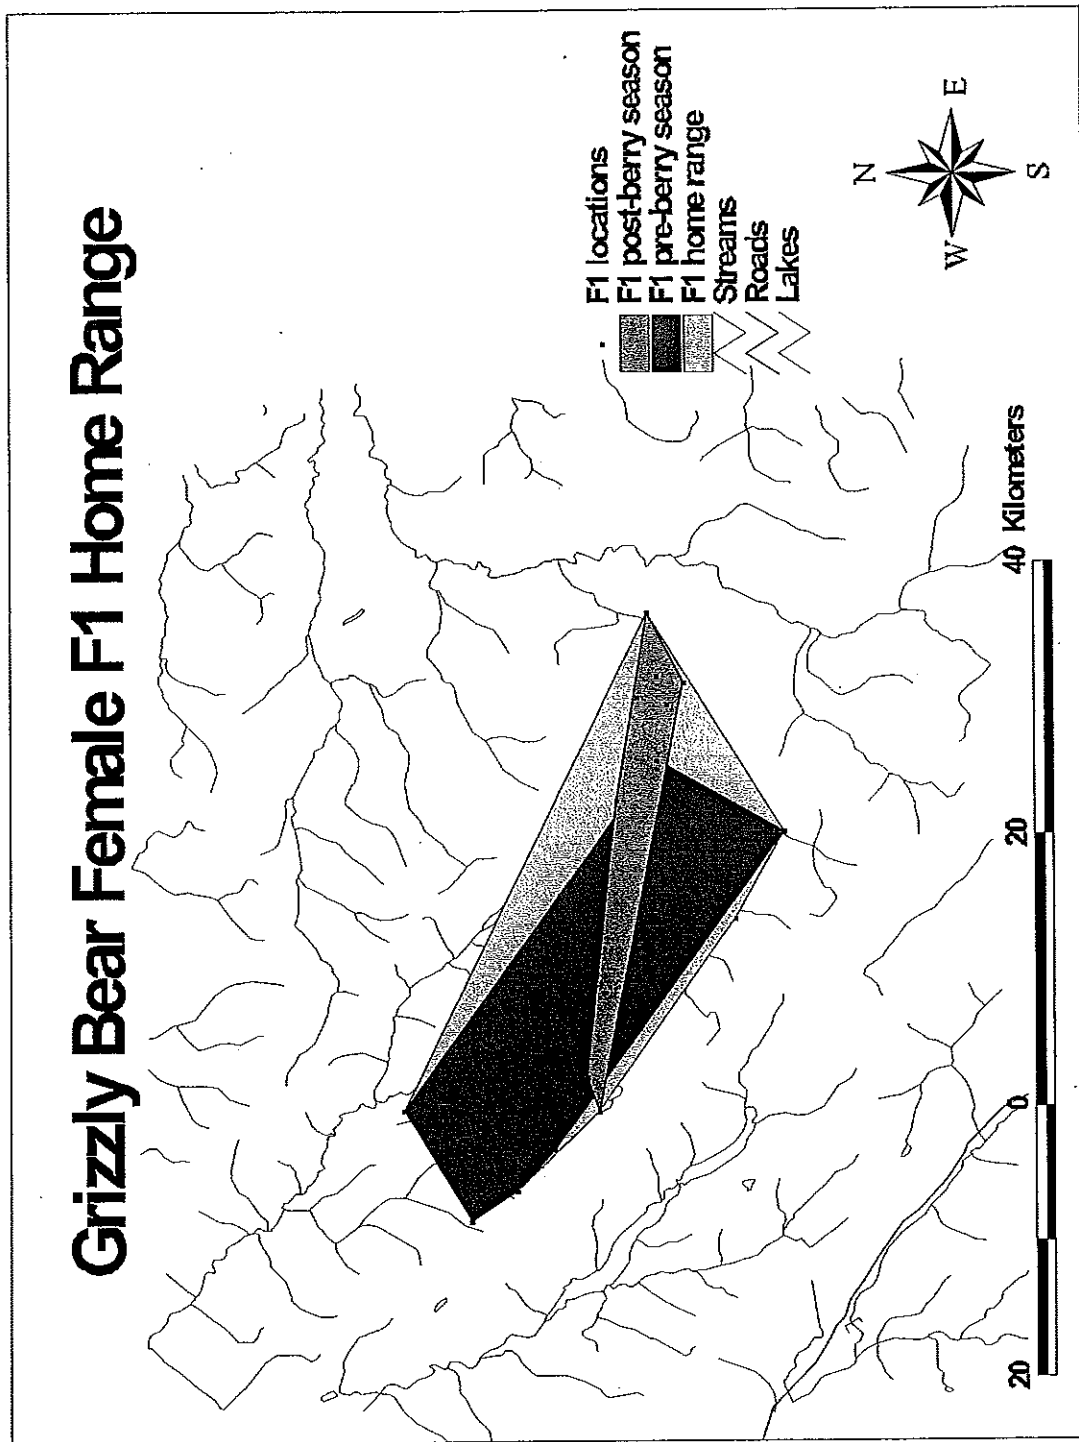 Grizzly Bear Female F1 Home Range
F1 locations
F1 post-berry season
F1 pre-berry season
F1 home range
Streams
Roads
Lakes
N
W
E
S
20
0
20
40 Kilometers